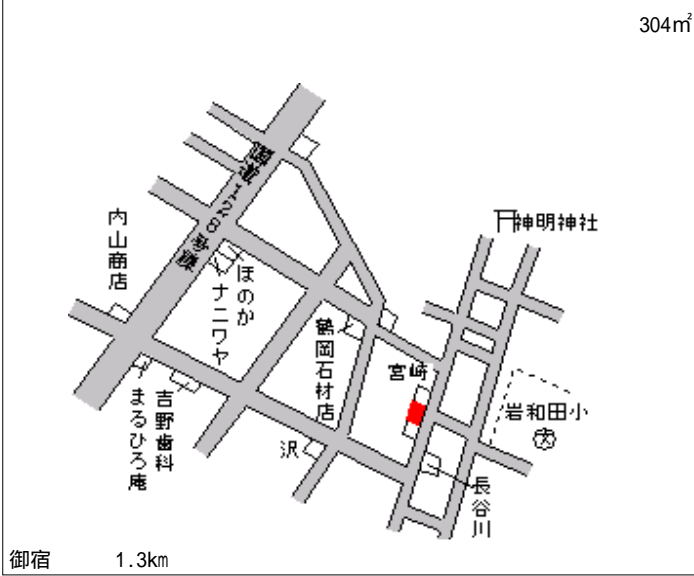 304㎡
国道128号線
神明神社
内山商店
ほのか
ナニワヤ
鶴岡石材店
宮崎
岩和田小
文
まるひろ庵
吉野歯科
沢
長谷川
御宿 1.3km